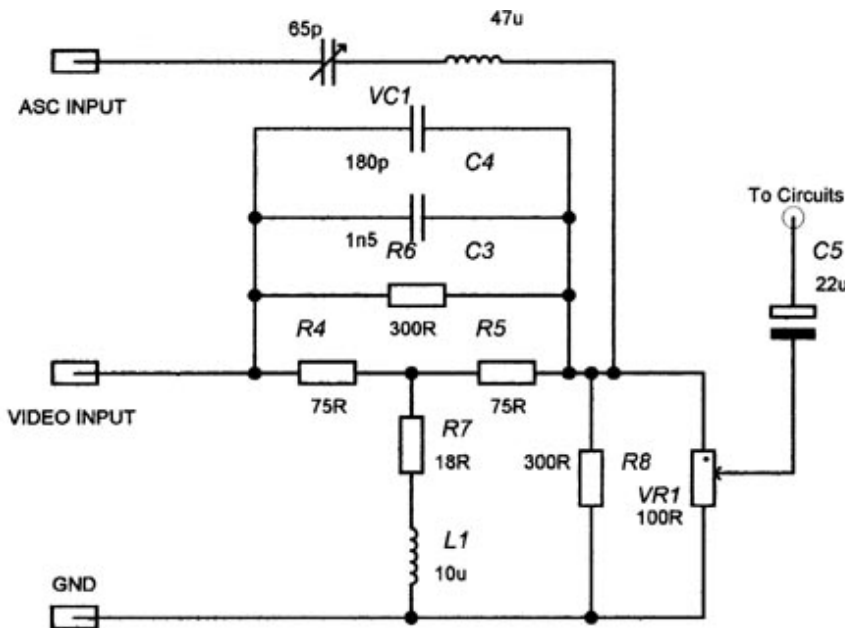 65p
47u
ASC INPUT
VC1
180p
C4
To Circuits
1n5
R6
C3
C5
22u
R4
300R
R5
VIDEO INPUT
75R
75R
R7
18R
300R
R8
VR1
100R
L1
10u
GND